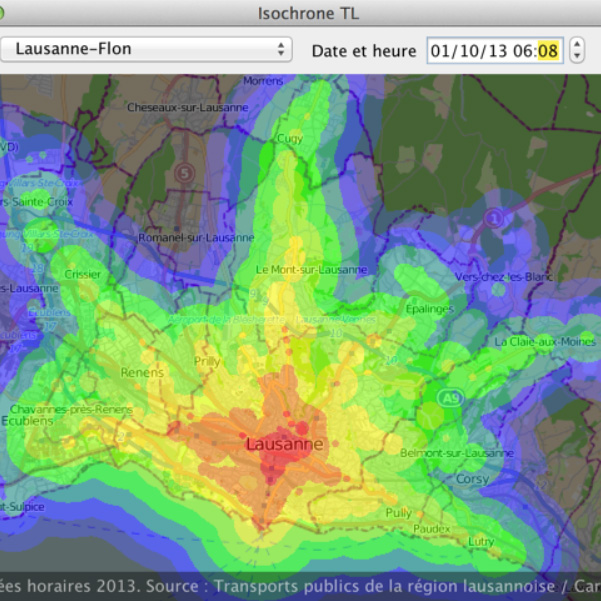 Isochrone TL
Lausanne-Flon
Date et heure
01/10/13 06:08
Morrens
Cheseaux-sur-Lausanne
VD)
Cugy
5
rs-Sainte-Croix
1
Romanel-sur-Lausanne
Crissier
Le Mont-sur-Lausanne
Vers-chez-les-Blanc
s-Lausanne
Epalinges
10
La Claie-aux-Moines
Prilly
10
Renens
A9
Chavannes-près-Renens
Ecublens
Lausanne
Belmont-sur-Lausanne
Corsy
t-Sulpice
Pully
Paudex
Lutry
ées horaires 2013. Source : Transports publics de la région lausannoise / Car